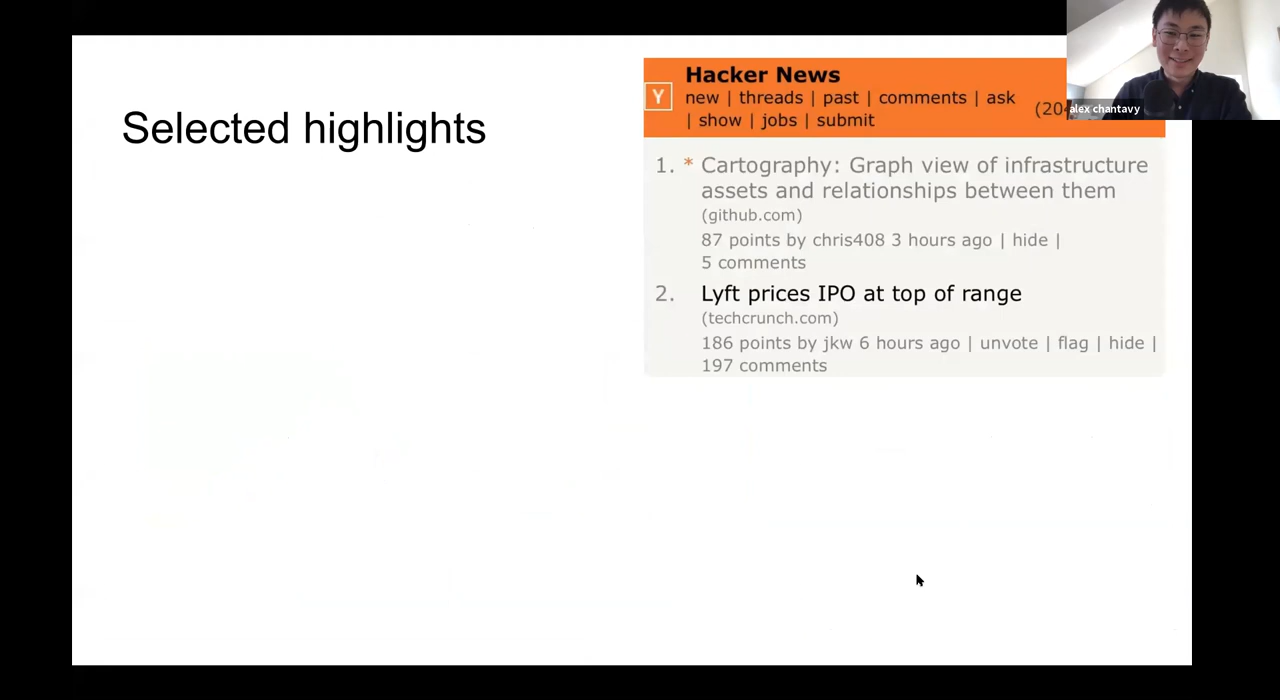 Selected highlights
Y
Hacker News
new | threads | past | comments | ask
| show | jobs | submit
alex chantavy
1. * Cartography: Graph view of infrastructure
assets and relationships between them
(github.com)
87 points by chris408 3 hours ago | hide |
5 comments
2. Lyft prices IPO at top of range
(techcrunch.com)
186 points by jkw 6 hours ago | unvote | flag | hide |
197 comments